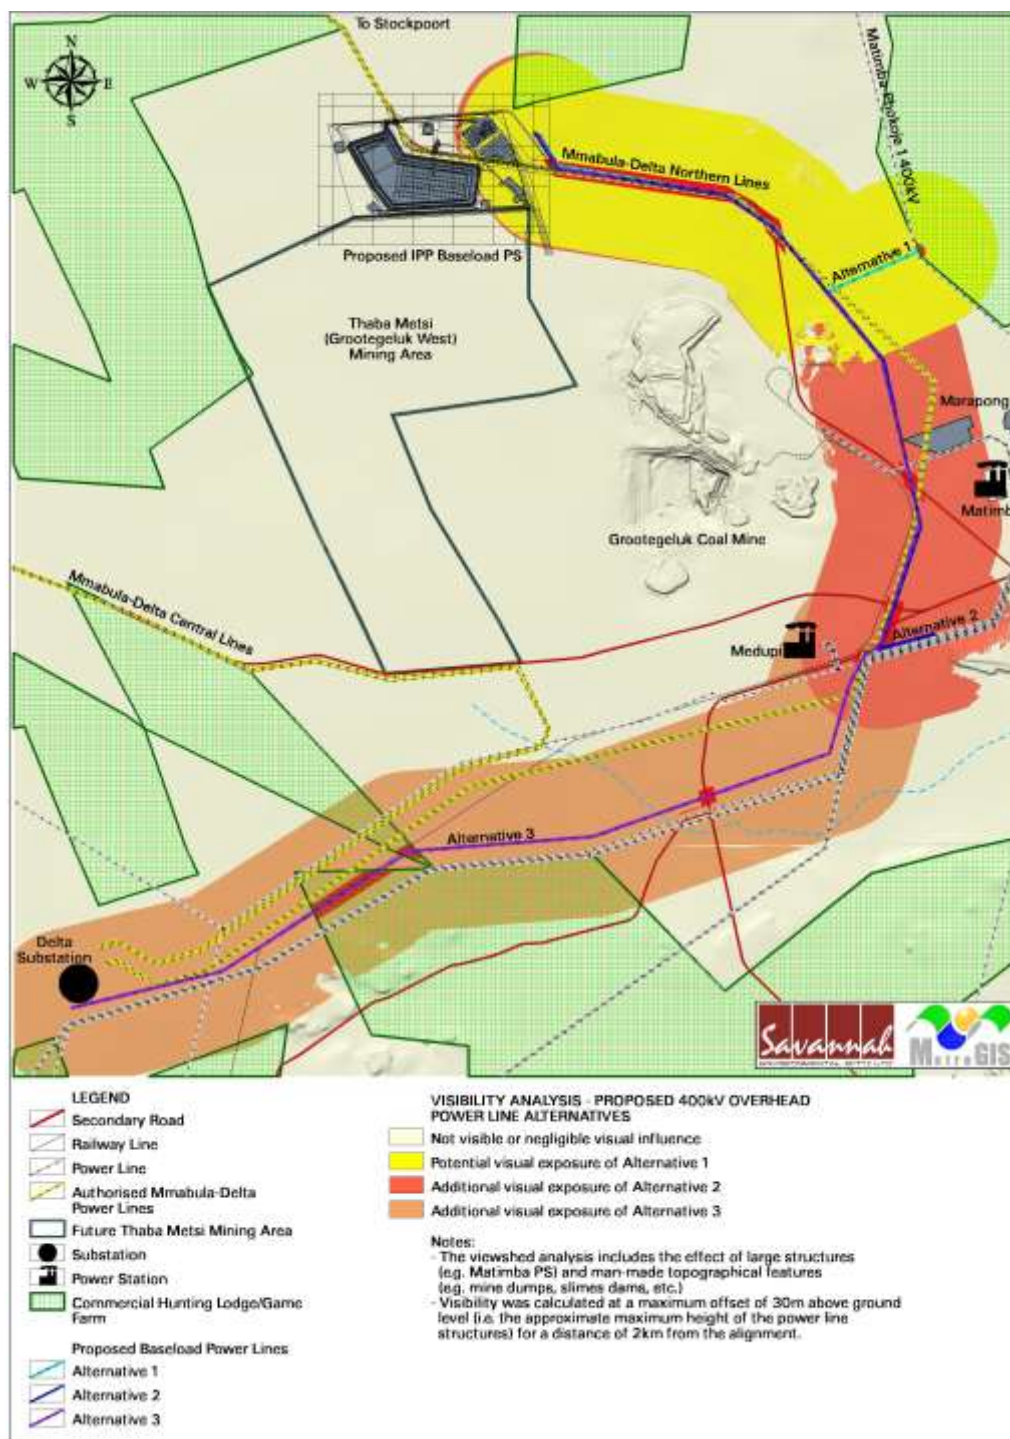 To Stockpoort
N
W E
S
Matimba-Phokoje 1 400kV
Mmabula-Delta Northern Lines
Alternative 1
Proposed IPP Baseload PS
Thaba Metsi
(Grootegeluk West)
Mining Area
Marapong
Matimb
Grootegeluk Coal Mine
Mmabula-Delta Central Lines
Alternative 2
Medupi
Alternative 3
Delta
Substation
Savannah
ENVIRONMENTAL (PTY) LTD
MetroGIS
LEGEND
Secondary Road
Railway Line
Power Line
Authorised Mmabula-Delta
Power Lines
Future Thaba Metsi Mining Area
Substation
Power Station
Commercial Hunting Lodge/Game
Farm
Proposed Baseload Power Lines
Alternative 1
Alternative 2
Alternative 3
VISIBILITY ANALYSIS - PROPOSED 400kV OVERHEAD
POWER LINE ALTERNATIVES
Not visible or negligible visual influence
Potential visual exposure of Alternative 1
Additional visual exposure of Alternative 2
Additional visual exposure of Alternative 3
Notes:
- The viewshed analysis includes the effect of large structures
(e.g. Matimba PS) and man-made topographical features
(e.g. mine dumps, slimes dams, etc.)
- Visibility was calculated at a maximum offset of 30m above ground
level (i.e. the approximate maximum height of the power line
structures) for a distance of 2km from the alignment.